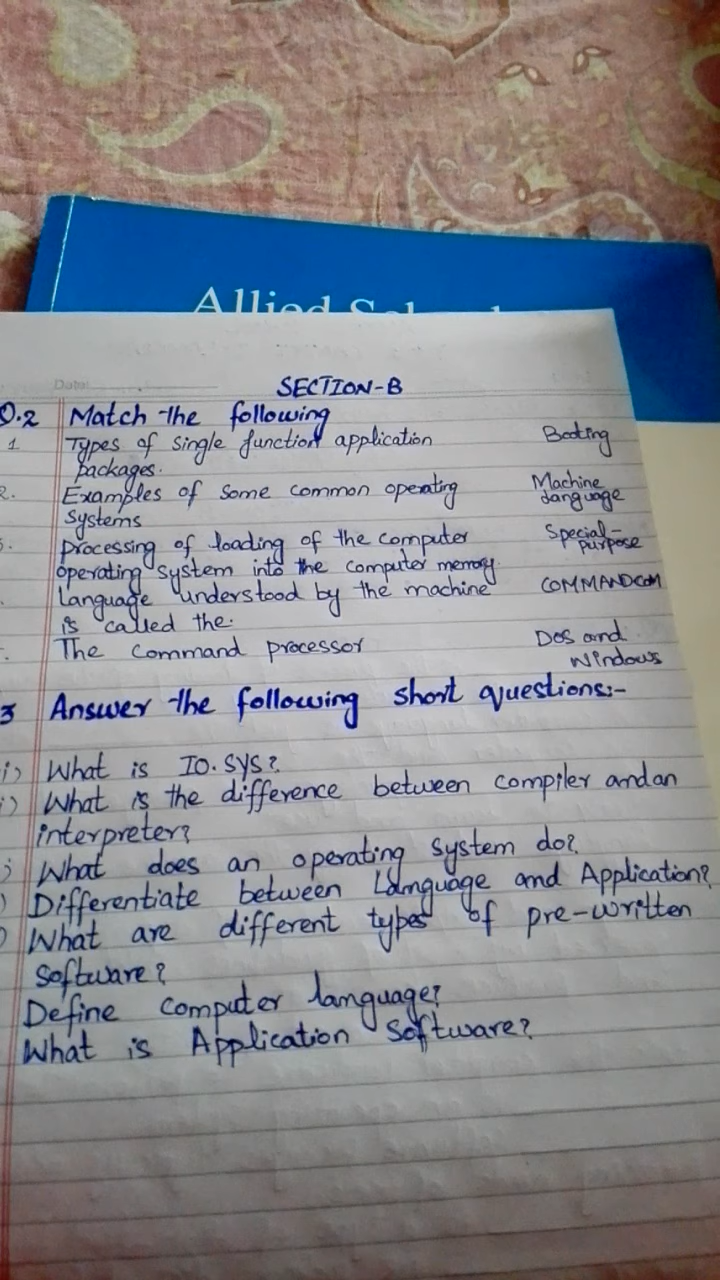 Allied
Date:
SECTION-B
Q.2 Match the following
1 Types of single function application Booting
packages.
2. Examples of some common operating Machine
systems Language
Processing of loading of the computer Special-
purpose
operating system into the computer memory.
Language understood by the machine COMMANDCOM
is called the.
The command processor Dos and
Windows
3 Answer the following short questions:-
i) What is IO.SYS?
What is the difference between compiler andan
interpreter?
What does an operating system do?
Differentiate between Language and Application?
What are different types of pre-written
software?
Define computer language?
What is Application Software?